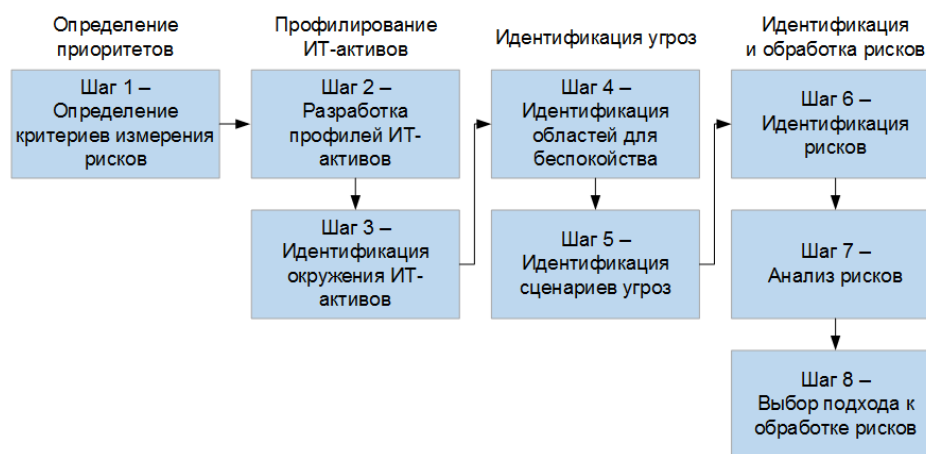 Определение
приоритетов
Шаг 1 –
Определение
критериев измерения
рисков
Профилирование
ИТ-активов
Шаг 2 –
Разработка
профилей ИТ-
активов
Шаг 3 –
Идентификация
окружения ИТ-
активов
Идентификация угроз
Шаг 4 –
Идентификация
областей для
беспокойства
Шаг 5 –
Идентификация
сценариев угроз
Идентификация
и обработка рисков
Шаг 6 –
Идентификация
рисков
Шаг 7 –
Анализ рисков
Шаг 8 –
Выбор подхода к
обработке рисков